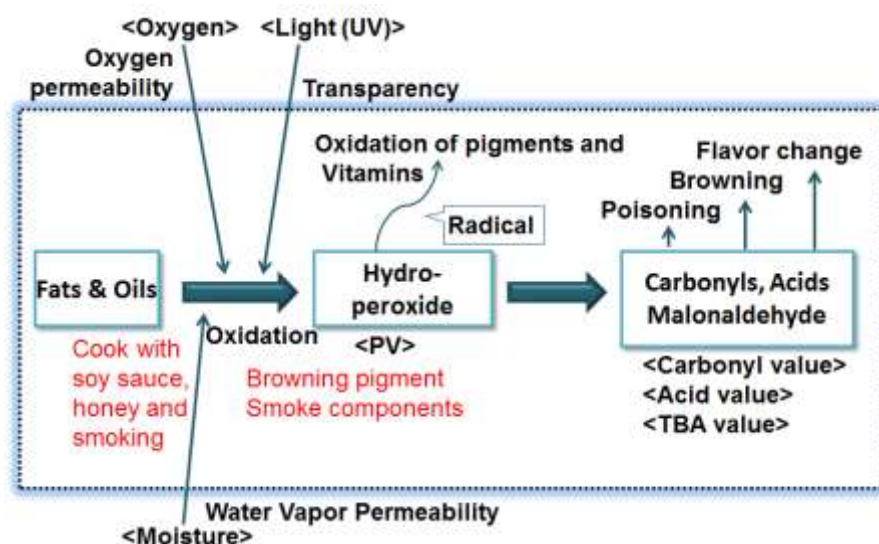 <Oxygen>
<Light (UV)>
Oxygen
permeability
Transparency
Oxidation of pigments and
Vitamins
Flavor change
Browning
Poisoning
Radical
Fats & Oils
Hydro-
peroxide
Carbonyls, Acids
Malonaldehyde
Oxidation
<PV>
<Carbonyl value>
<Acid value>
<TBA value>
Cook with
soy sauce,
honey and
smoking
Browning pigment
Smoke components
Water Vapor Permeability
<Moisture>